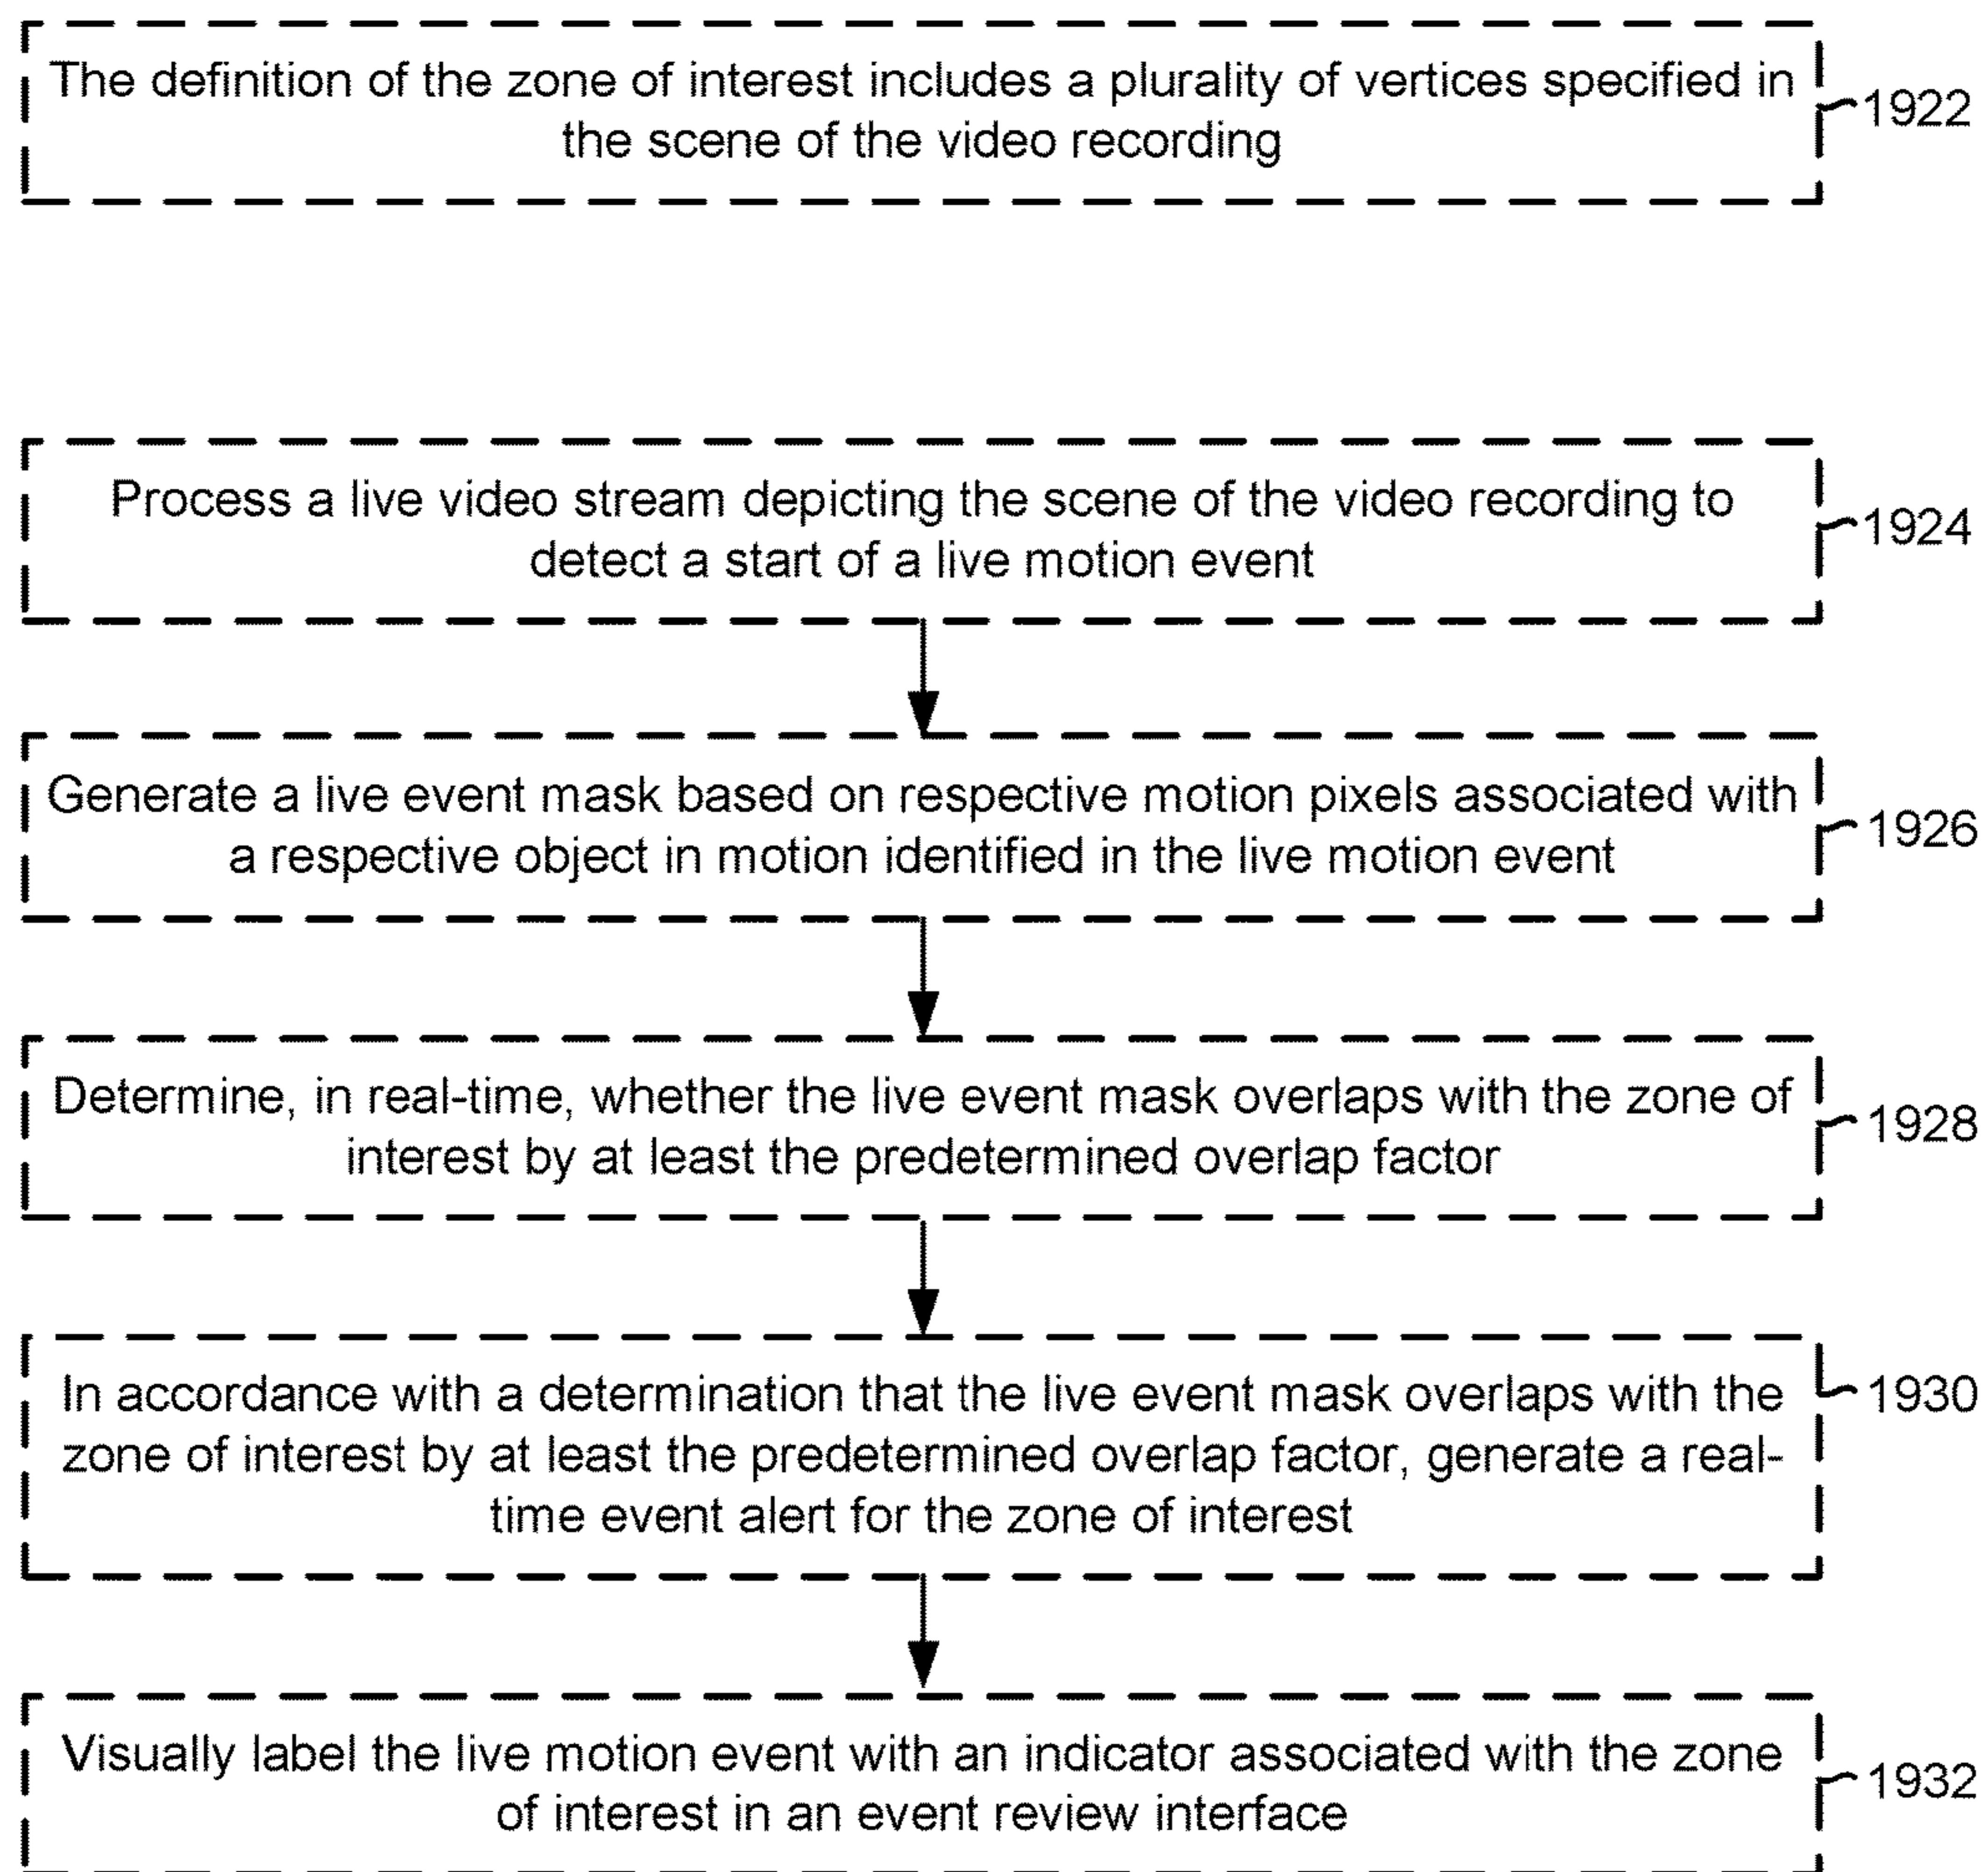 The definition of the zone of interest includes a plurality of vertices specified in
the scene of the video recording
1922
Process a live video stream depicting the scene of the video recording to
detect a start of a live motion event
1924
Generate a live event mask based on respective motion pixels associated with
a respective object in motion identified in the live motion event
1926
Determine, in real-time, whether the live event mask overlaps with the zone of
interest by at least the predetermined overlap factor
1928
In accordance with a determination that the live event mask overlaps with the
zone of interest by at least the predetermined overlap factor, generate a real-
time event alert for the zone of interest
1930
Visually label the live motion event with an indicator associated with the zone
of interest in an event review interface
1932